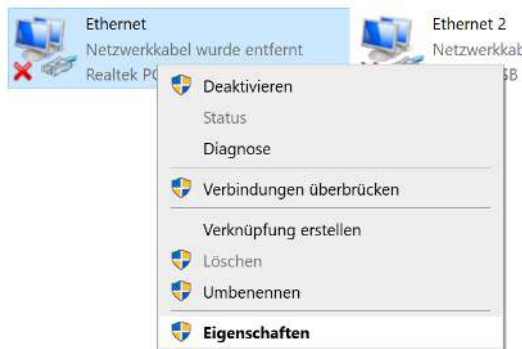 Ethernet
Netzwerkkabel wurde entfernt
Realtek
Ethernet 2
Deaktivieren
Status
Diagnose
Verbindungen überbrücken
Verknüpfung erstellen
Löschen
Umbenennen
Eigenschaften